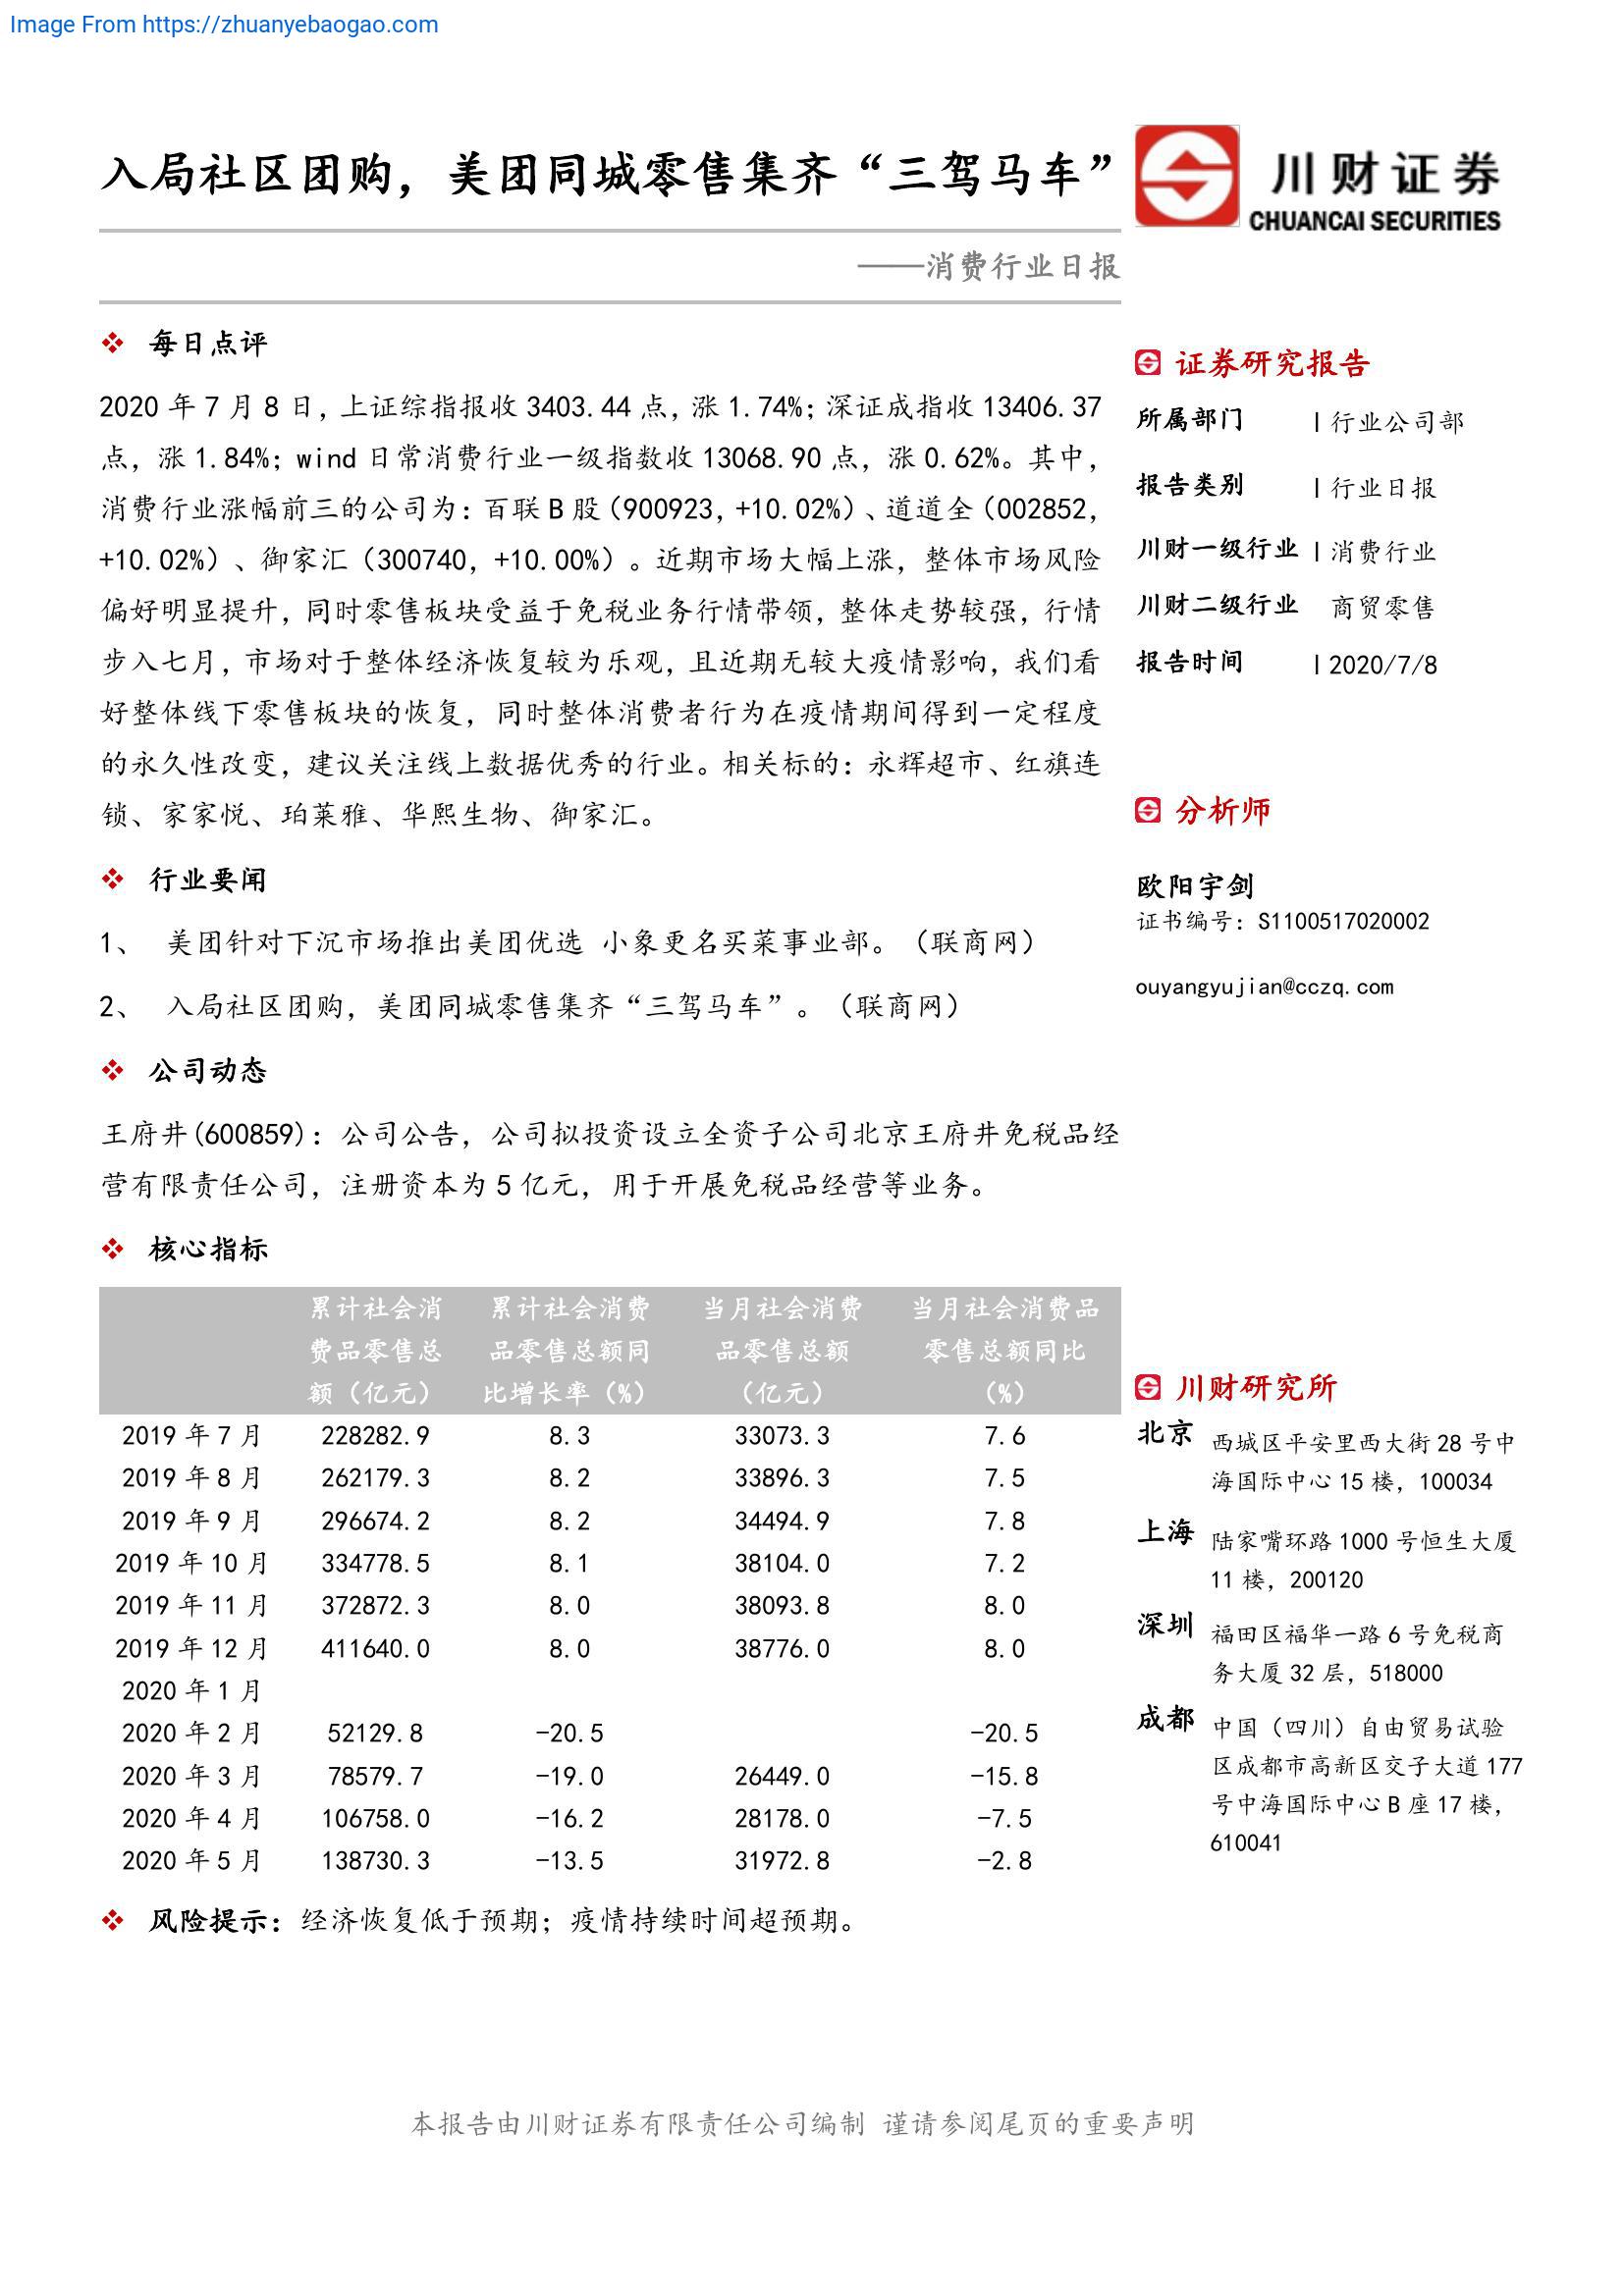 Image From https://zhuanyebaogao.com
入局社区团购，美团同城零售集齐“三驾马车”
川财证券
CHUANCAI SECURITIES
——消费行业日报
每日点评
2020 年 7 月 8 日，上证综指报收 3403.44 点，涨 1.74%；深证成指收 13406.37
点，涨 1.84%；wind 日常消费行业一级指数收 13068.90 点，涨 0.62%。其中，
消费行业涨幅前三的公司为：百联 B 股（900923，+10.02%）、道道全（002852，
+10.02%）、御家汇（300740，+10.00%）。近期市场大幅上涨，整体市场风险
偏好明显提升，同时零售板块受益于免税业务行情带领，整体走势较强，行情
步入七月，市场对于整体经济恢复较为乐观，且近期无较大疫情影响，我们看
好整体线下零售板块的恢复，同时整体消费者行为在疫情期间得到一定程度
的永久性改变，建议关注线上数据优秀的行业。相关标的：永辉超市、红旗连
锁、家家悦、珀莱雅、华熙生物、御家汇。
行业要闻
1、 美团针对下沉市场推出美团优选 小象更名买菜事业部。（联商网）
2、 入局社区团购，美团同城零售集齐“三驾马车”。（联商网）
公司动态
王府井(600859)：公司公告，公司拟投资设立全资子公司北京王府井免税品经
营有限责任公司，注册资本为 5 亿元，用于开展免税品经营等业务。
核心指标
累计社会消 累计社会消费 当月社会消费 当月社会消费品
费品零售总 品零售总额同 品零售总额 零售总额同比
额（亿元） 比增长率（%） （亿元） （%）
2019 年 7 月 228282.9 8.3 33073.3 7.6
2019 年 8 月 262179.3 8.2 33896.3 7.5
2019 年 9 月 296674.2 8.2 34494.9 7.8
2019 年 10 月 334778.5 8.1 38104.0 7.2
2019 年 11 月 372872.3 8.0 38093.8 8.0
2019 年 12 月 411640.0 8.0 38776.0 8.0
2020 年 1 月
2020 年 2 月 52129.8 -20.5 -20.5
2020 年 3 月 78579.7 -19.0 26449.0 -15.8
2020 年 4 月 106758.0 -16.2 28178.0 -7.5
2020 年 5 月 138730.3 -13.5 31972.8 -2.8
风险提示：经济恢复低于预期；疫情持续时间超预期。
证券研究报告
所属部门 | 行业公司部
报告类别 | 行业日报
川财一级行业 | 消费行业
川财二级行业 商贸零售
报告时间 | 2020/7/8
分析师
欧阳宇剑
证书编号：S1100517020002
ouyangyujian@cczq.com
川财研究所
北京 西城区平安里西大街 28 号中
海国际中心 15 楼，100034
上海 陆家嘴环路 1000 号恒生大厦
11 楼，200120
深圳 福田区福华一路 6 号免税商
务大厦 32 层，518000
成都 中国（四川）自由贸易试验
区成都市高新区交子大道 177
号中海国际中心 B 座 17 楼，
610041
本报告由川财证券有限责任公司编制 谨请参阅尾页的重要声明